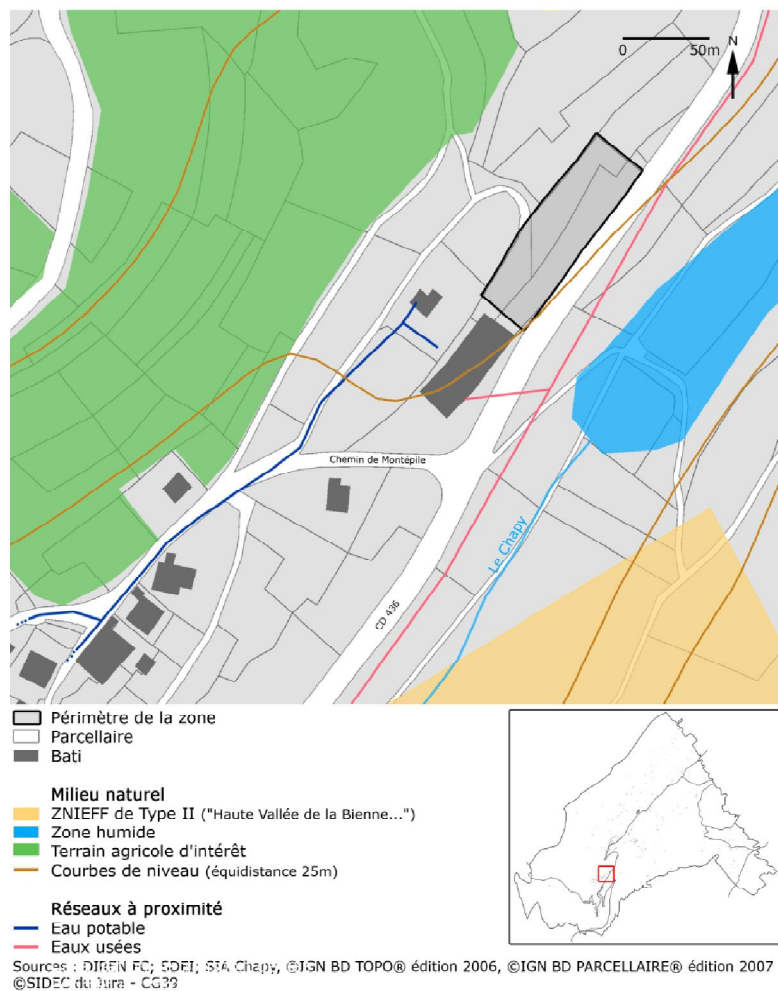 0 50m
N
Chemin de Montépile
Le Chapy
CD 436
Périmètre de la zone
Parcellaire
Bati
Milieu naturel
ZNIEFF de Type II ("Haute Vallée de la Bienne...")
Zone humide
Terrain agricole d'intérêt
Courbes de niveau (équidistance 25m)
Réseaux à proximité
Eau potable
Eaux usées
Sources : DIREN FC; SDEI; SIA Chapy, ©IGN BD TOPO® édition 2006, ©IGN BD PARCELLAIRE® édition 2007
©SIDEC du Jura - CG39